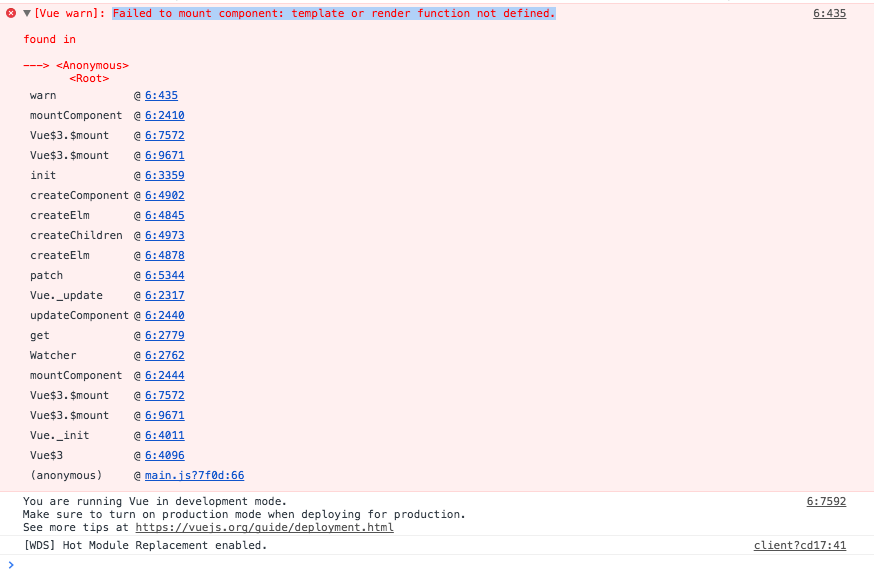 [Vue warn]: Failed to mount component: template or render function not defined. 6:435
found in
---> <Anonymous>
<Root>
warn @ 6:435
mountComponent @ 6:2410
Vue$3.$mount @ 6:7572
Vue$3.$mount @ 6:9671
init @ 6:3359
createComponent @ 6:4902
createElm @ 6:4845
createChildren @ 6:4973
createElm @ 6:4878
patch @ 6:5344
Vue._update @ 6:2317
updateComponent @ 6:2440
get @ 6:2779
Watcher @ 6:2762
mountComponent @ 6:2444
Vue$3.$mount @ 6:7572
Vue$3.$mount @ 6:9671
Vue._init @ 6:4011
Vue$3 @ 6:4096
(anonymous) @ main.js?7f0d:66
You are running Vue in development mode. 6:7592
Make sure to turn on production mode when deploying for production.
See more tips at https://vuejs.org/guide/deployment.html
[WDS] Hot Module Replacement enabled. client?cd17:41